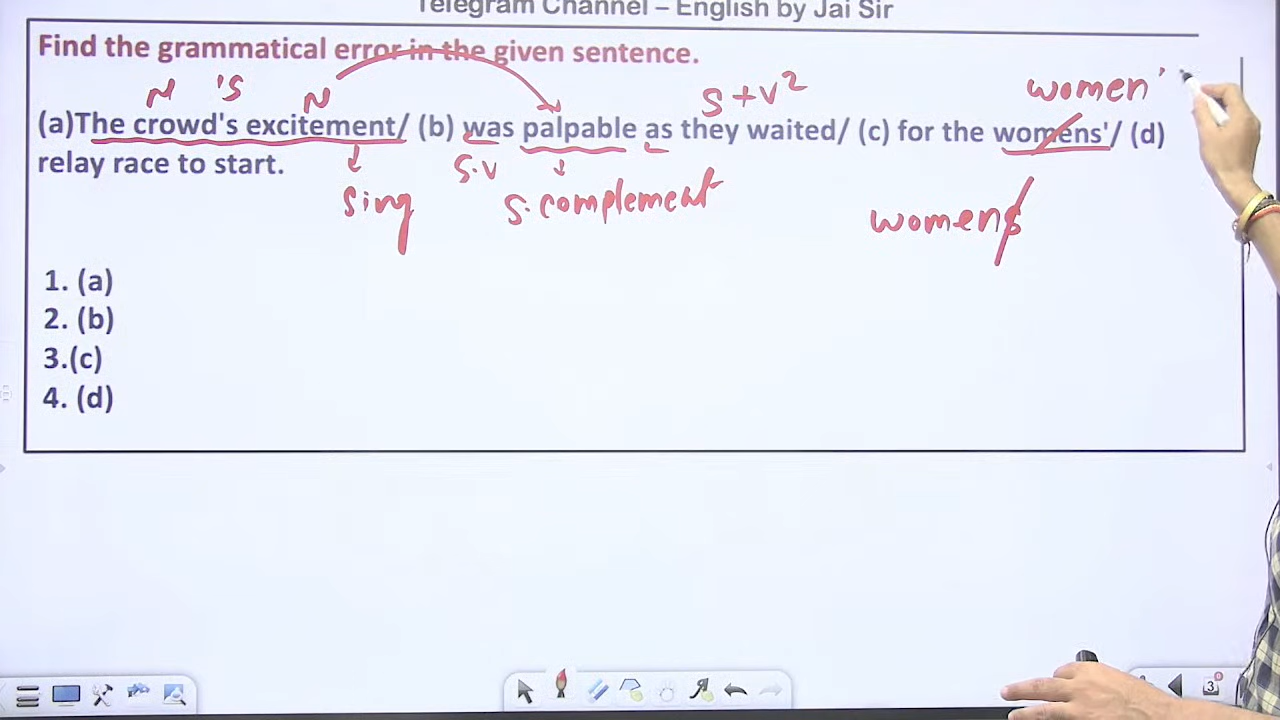 Telegram Channel – English by Jai Sir
Find the grammatical error in the given sentence.
N 's N S + V2 women'
(a)The crowd's excitement/ (b) was palpable as they waited/ (c) for the womens'/ (d)
relay race to start.
S.V
Sing S. complement womens
1. (a)
2. (b)
3.(c)
4. (d)
3